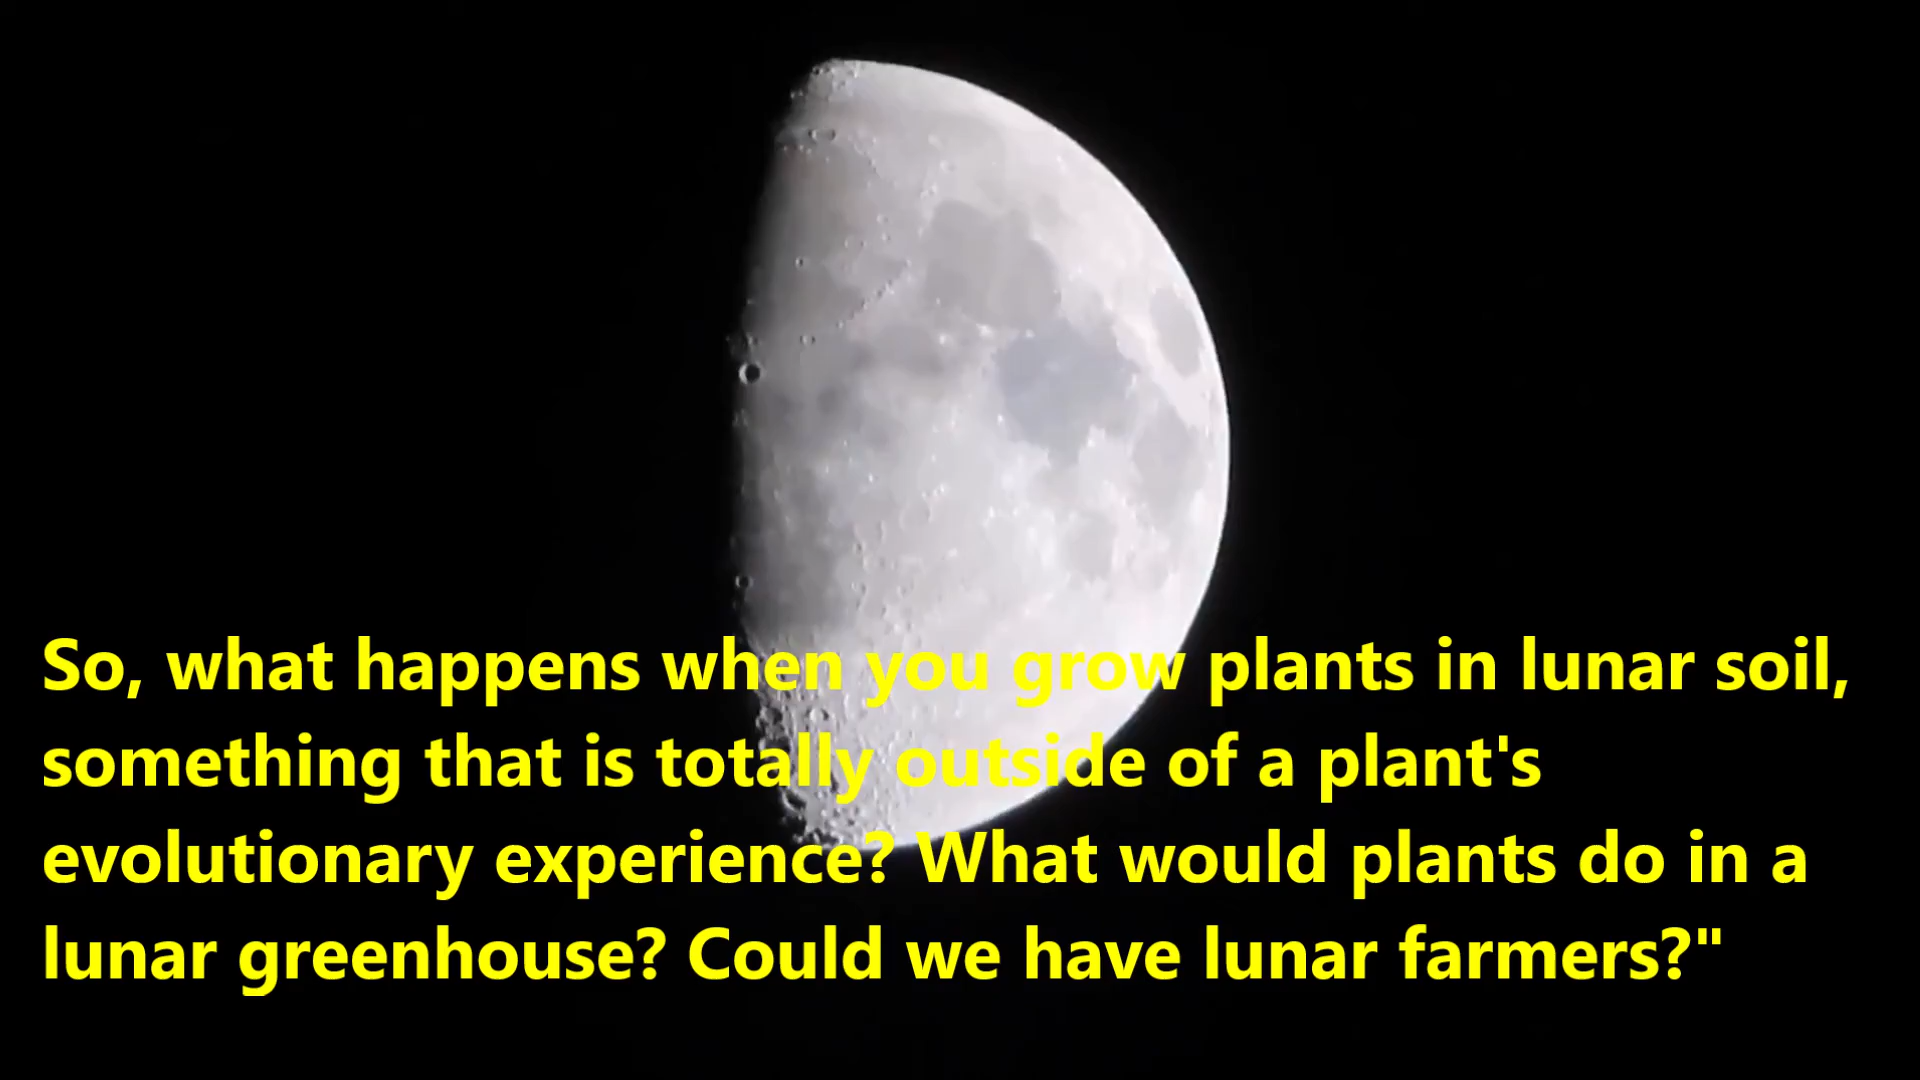 So, what happens when you grow plants in lunar soil,
something that is totally outside of a plant's
evolutionary experience? What would plants do in a
lunar greenhouse? Could we have lunar farmers?"